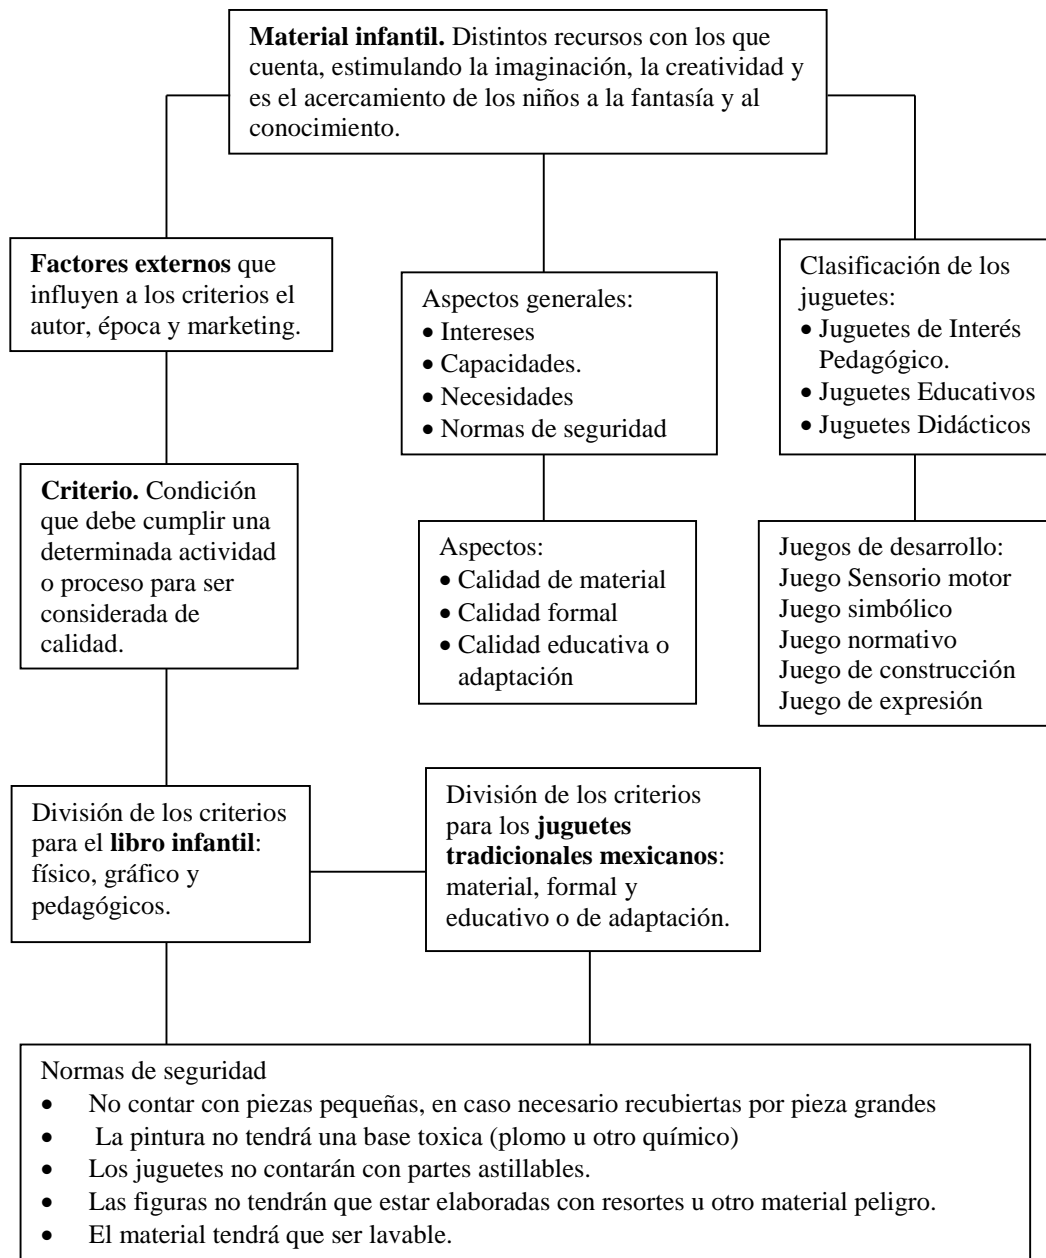 Material infantil. Distintos recursos con los que
cuenta, estimulando la imaginación, la creatividad y
es el acercamiento de los niños a la fantasía y al
conocimiento.
Factores externos que
influyen a los criterios el
autor, época y marketing.
Aspectos generales:
• Intereses
• Capacidades.
• Necesidades
• Normas de seguridad
Clasificación de los
juguetes:
• Juguetes de Interés
Pedagógico.
• Juguetes Educativos
• Juguetes Didácticos
Criterio. Condición
que debe cumplir una
determinada actividad
o proceso para ser
considerada de
calidad.
Aspectos:
• Calidad de material
• Calidad formal
• Calidad educativa o
adaptación
Juegos de desarrollo:
Juego Sensorio motor
Juego simbólico
Juego normativo
Juego de construcción
Juego de expresión
División de los criterios
para el libro infantil:
físico, gráfico y
pedagógicos.
División de los criterios
para los juguetes
tradicionales mexicanos:
material, formal y
educativo o de adaptación.
Normas de seguridad
• No contar con piezas pequeñas, en caso necesario recubiertas por pieza grandes
• La pintura no tendrá una base toxica (plomo u otro químico)
• Los juguetes no contarán con partes astillables.
• Las figuras no tendrán que estar elaboradas con resortes u otro material peligro.
• El material tendrá que ser lavable.